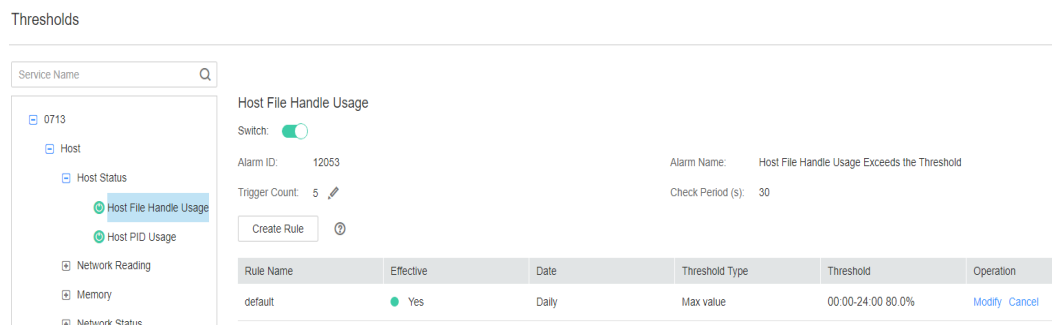 Thresholds
Service Name
0713
Host
Host Status
Host File Handle Usage
Host PID Usage
Network Reading
Memory
Network Status
Host File Handle Usage
Switch:
Alarm ID: 12053
Alarm Name: Host File Handle Usage Exceeds the Threshold
Trigger Count: 5
Check Period (s): 30
Create Rule
Rule Name Effective Date Threshold Type Threshold Operation
default Yes Daily Max value 00:00-24:00 80.0% Modify Cancel